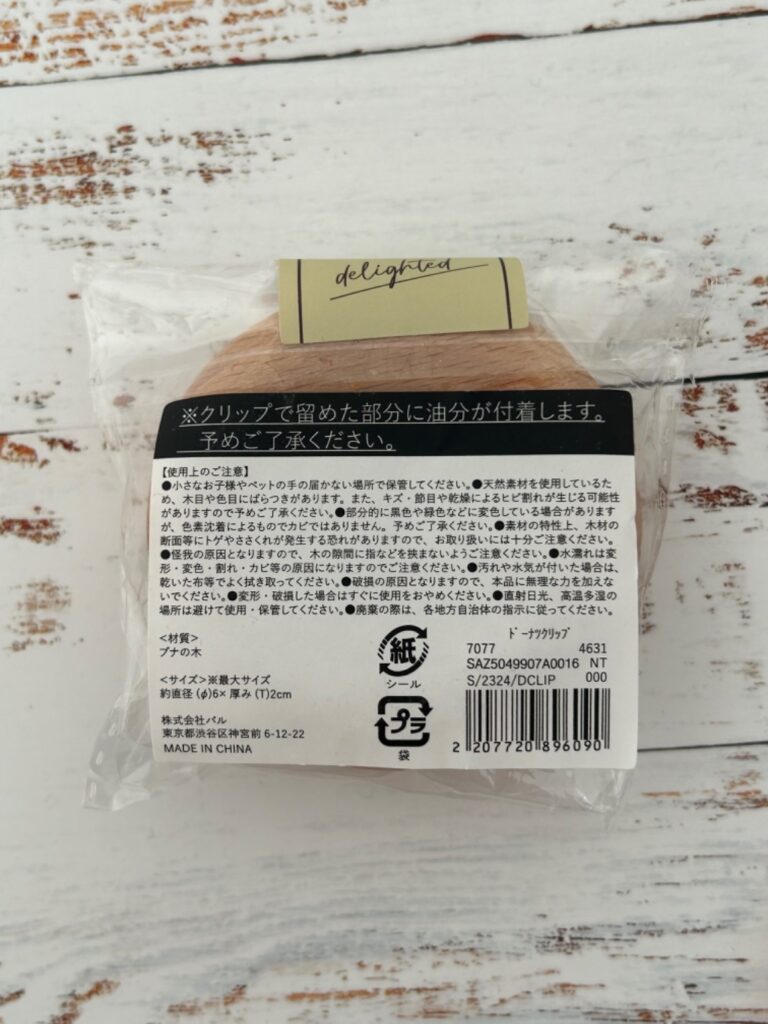 delighted
※クリップで留めた部分に油分が付着します。
予めご了承ください。
【使用上のご注意】
●小さなお子様やペットの手の届かない場所で保管してください。●天然素材を使用しているた
め、木目や色目にばらつきがあります。また、キズ・節目や乾燥によるヒビ割れが生じる可能性
がありますので予めご了承ください。●部分的に黒色や緑色などに変色している場合があります
が、色素沈着によるものでカビではありません。予めご了承ください。●素材の特性上、木材の
断面等にトゲやささくれが発生する恐れがありますので、お取り扱いには十分ご注意ください。
●怪我の原因となりますので、木の隙間に指などを挟まないようご注意ください。●水濡れは変
形・変色・割れ・カビ等の原因になりますのでご注意ください。●汚れや水気が付いた場合は、
乾いた布等でよく拭き取ってください。●破損の原因となりますので、本品に無理な力を加えな
いでください。●変形・破損した場合はすぐに使用をおやめください。●直射日光、高温多湿の
場所は避けて使用・保管してください。●廃棄の際は、各地方自治体の指示に従ってください。
<材質>
ブナの木
<サイズ>※最大サイズ
約直径(φ)6×厚み(T)2cm
株式会社パル
東京都渋谷区神宮前 6-12-22
MADE IN CHINA
紙
シール
プラ
袋
ﾄﾞｰﾅﾂｸﾘｯﾌﾟ
7077 4631
SAZ5049907A0016 NT
S/2324/DCLIP 000
2 207720 896090